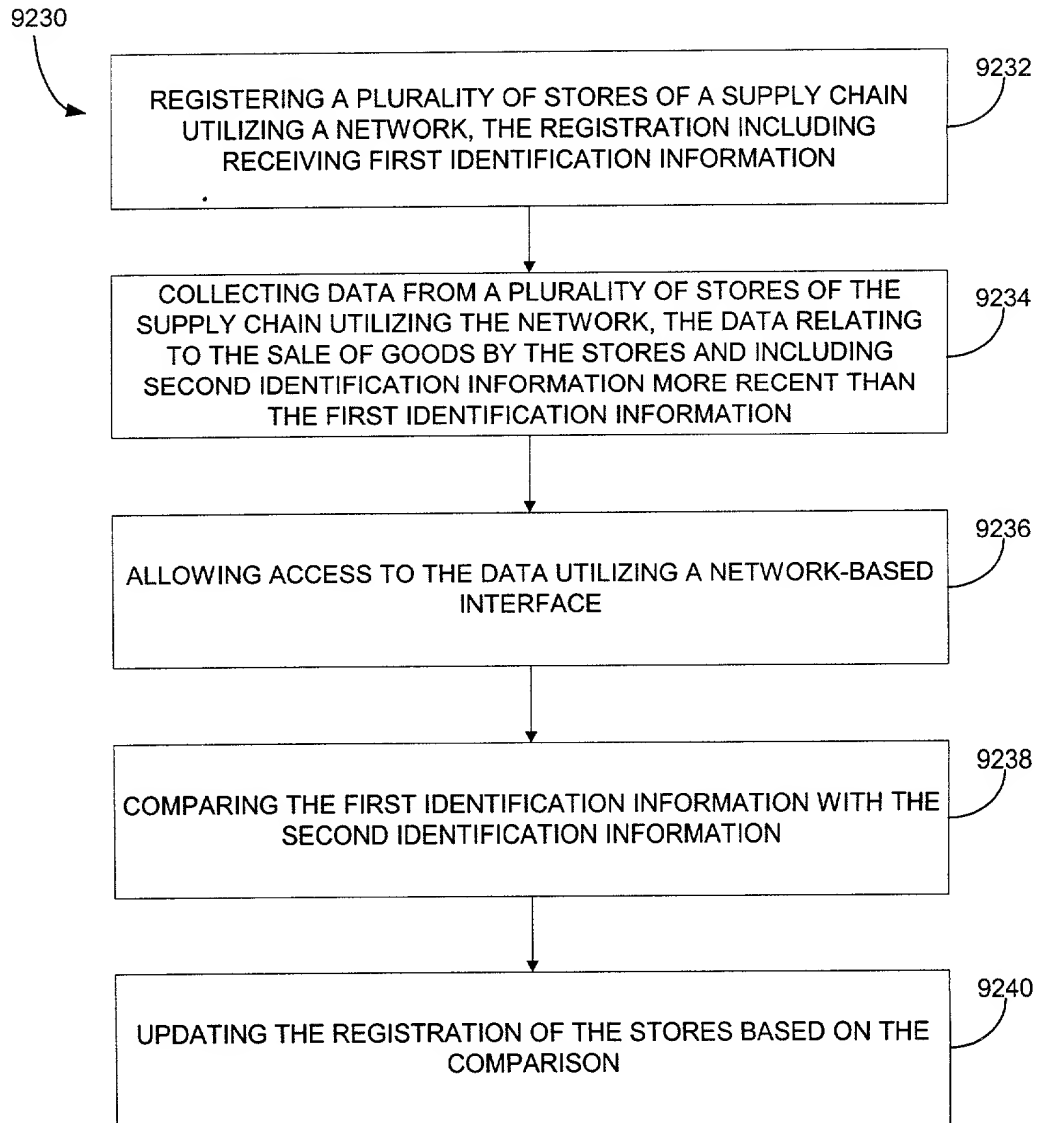 9230
9232
REGISTERING A PLURALITY OF STORES OF A SUPPLY CHAIN
UTILIZING A NETWORK, THE REGISTRATION INCLUDING
RECEIVING FIRST IDENTIFICATION INFORMATION
9234
COLLECTING DATA FROM A PLURALITY OF STORES OF THE
SUPPLY CHAIN UTILIZING THE NETWORK, THE DATA RELATING
TO THE SALE OF GOODS BY THE STORES AND INCLUDING
SECOND IDENTIFICATION INFORMATION MORE RECENT THAN
THE FIRST IDENTIFICATION INFORMATION
9236
ALLOWING ACCESS TO THE DATA UTILIZING A NETWORK-BASED
INTERFACE
9238
COMPARING THE FIRST IDENTIFICATION INFORMATION WITH THE
SECOND IDENTIFICATION INFORMATION
9240
UPDATING THE REGISTRATION OF THE STORES BASED ON THE
COMPARISON